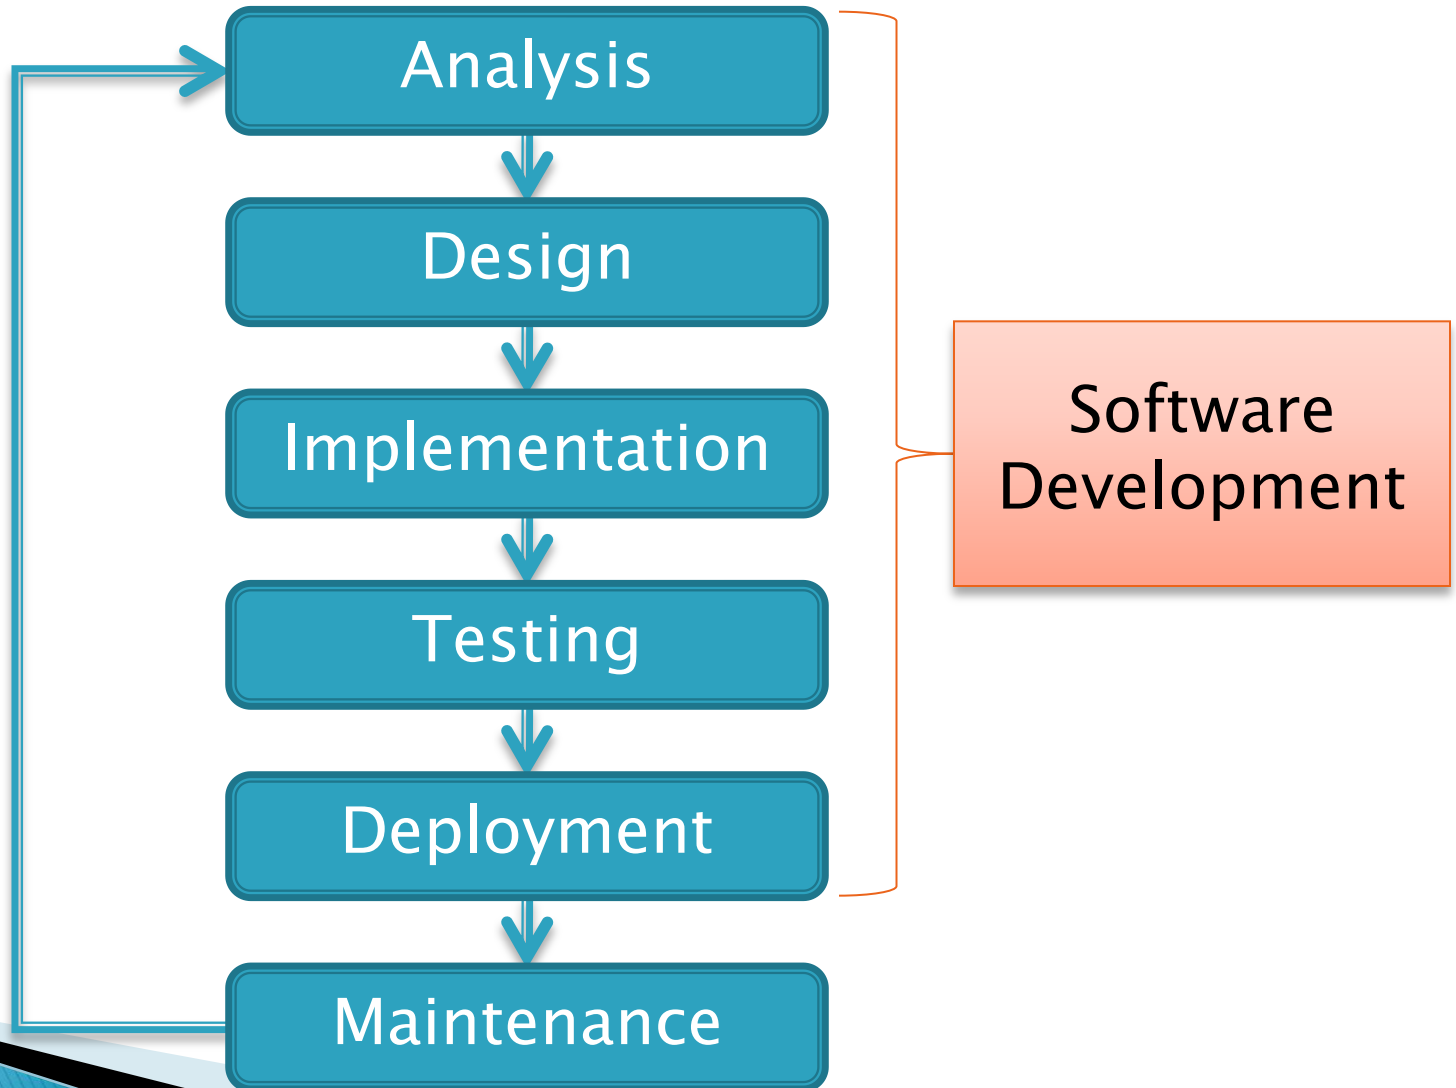 Analysis
Design
Implementation
Testing
Deployment
Maintenance
Software
Development